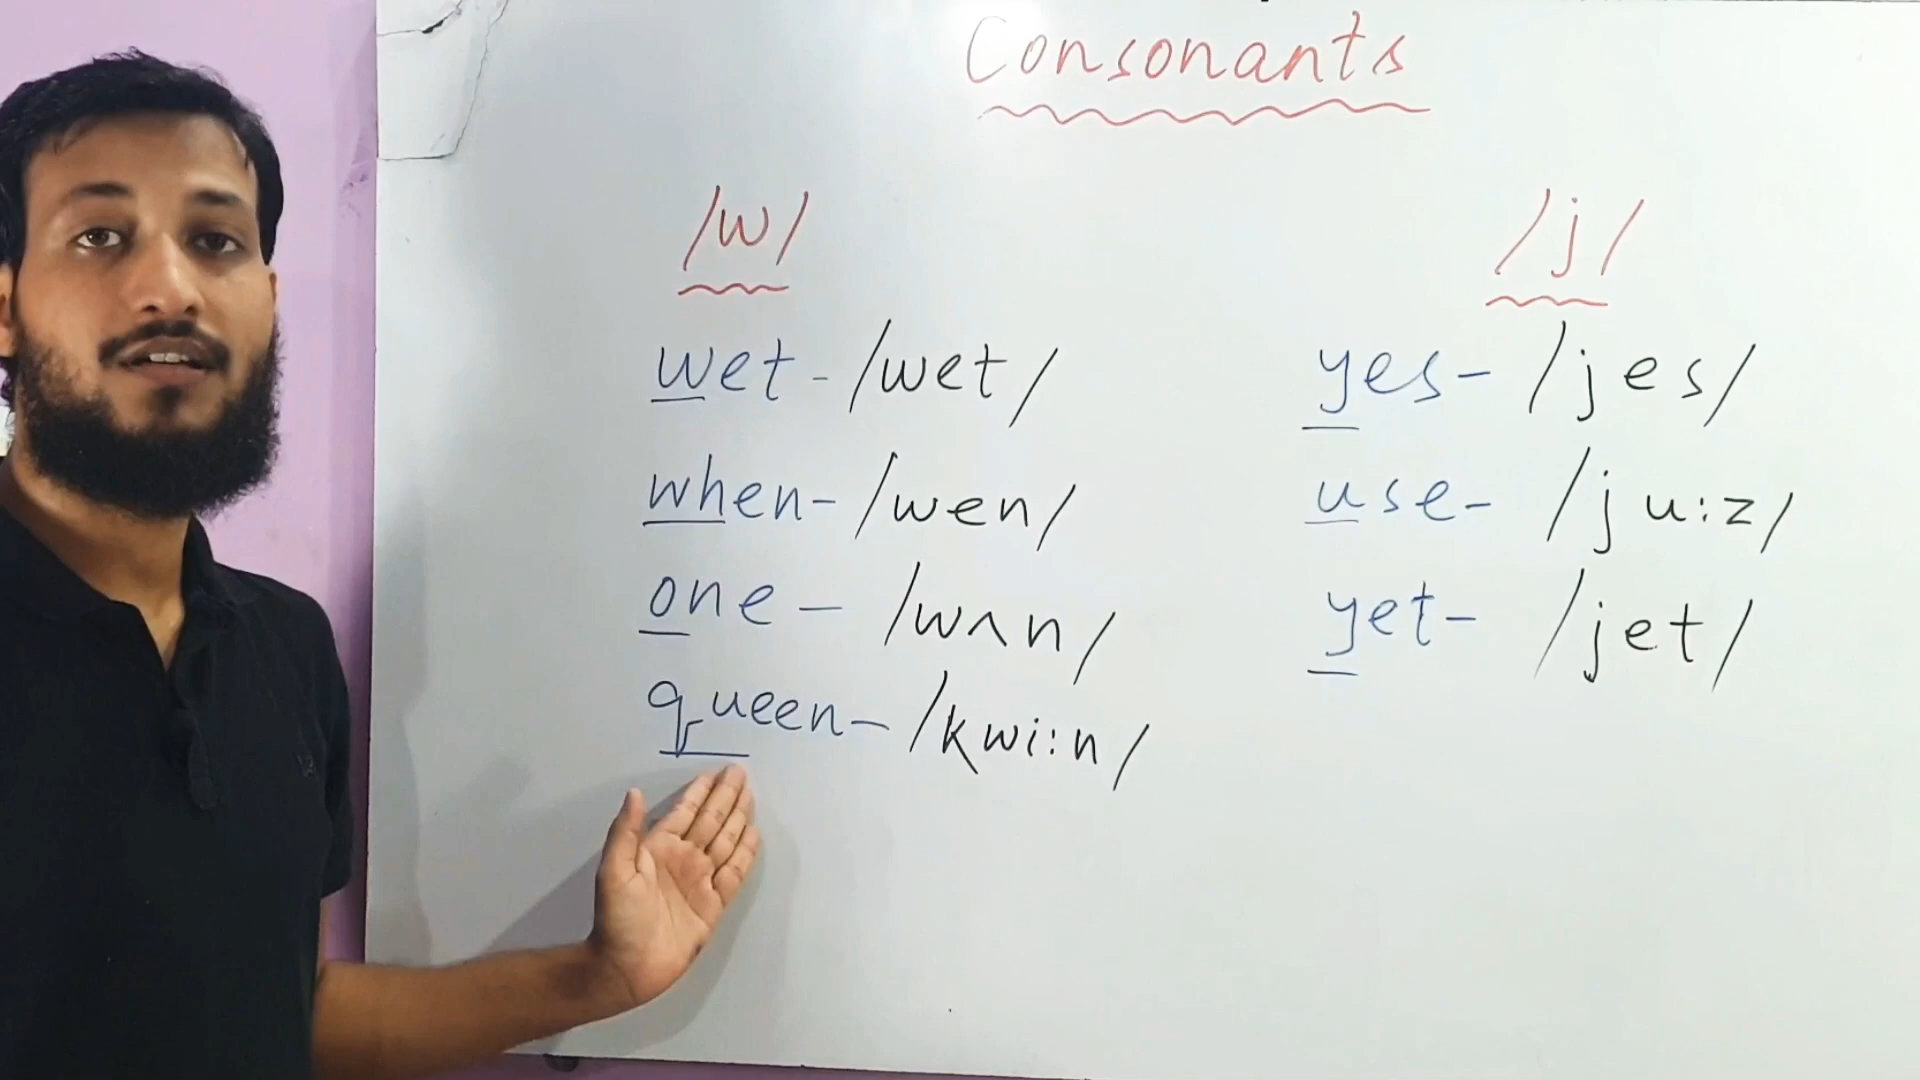 Consonants
/w/ /j/
wet - /wet/ yes - /jes/
when - /wen/ use - /ju:z/
one - /wʌn/ yet - /jet/
queen - /kwi:n/